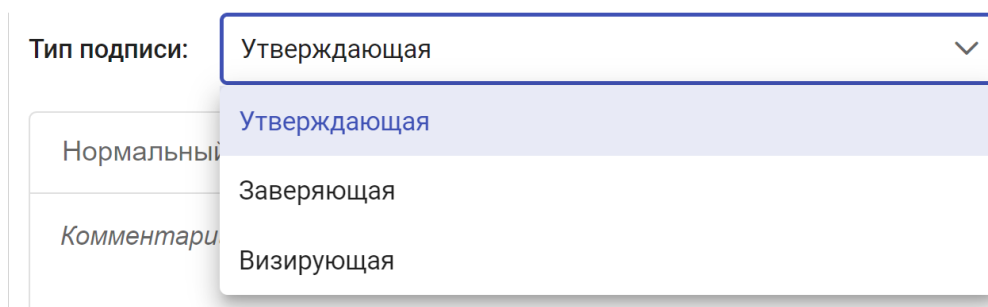 Тип подписи: Утверждающая
Утверждающая
Нормальный
Заверяющая
Комментари
Визирующая